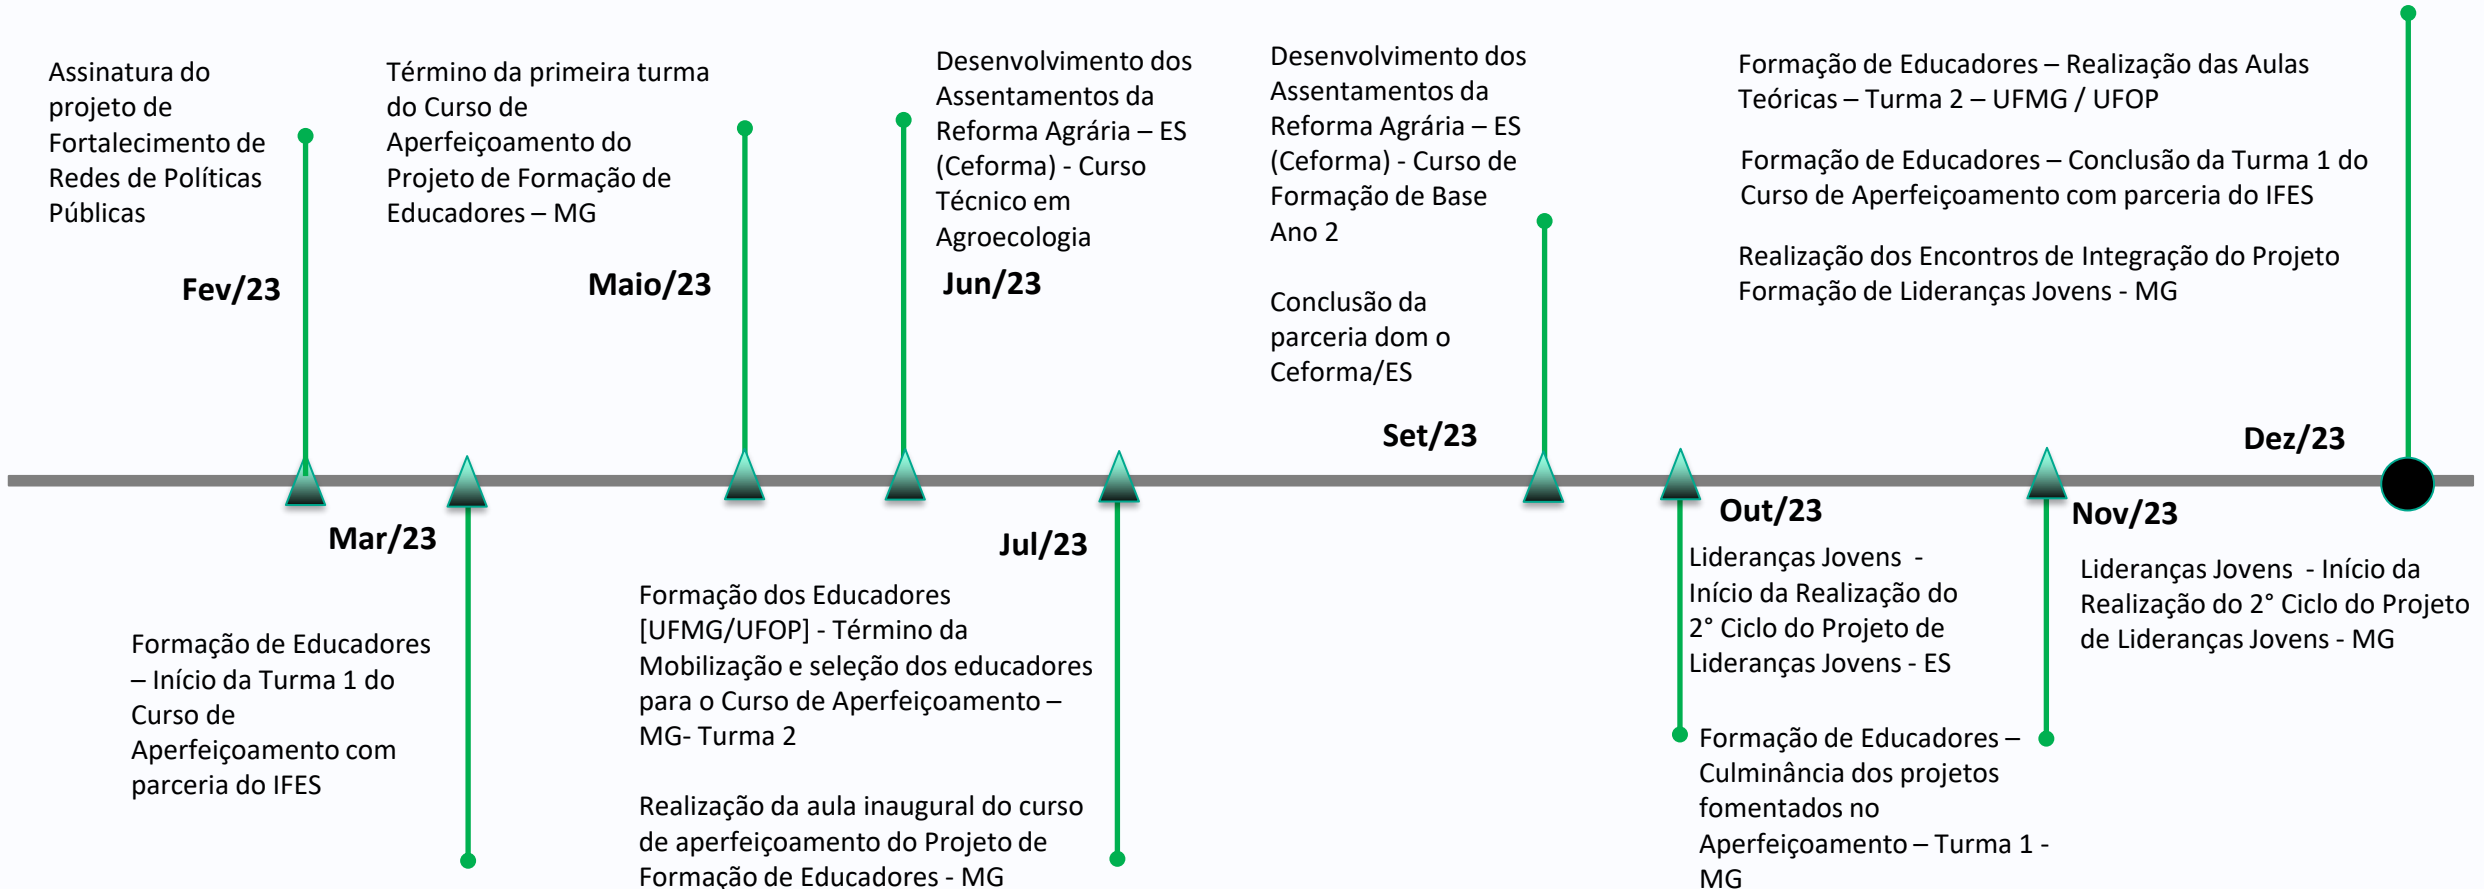 Assinatura do
projeto de
Fortalecimento de
Redes de Políticas
Públicas
Fev/23
Formação de Educadores
– Início da Turma 1 do
Curso de
Aperfeiçoamento com
parceria do IFES
Mar/23
Término da primeira turma
do Curso de
Aperfeiçoamento do
Projeto de Formação de
Educadores – MG
Maio/23
Desenvolvimento dos
Assentamentos da
Reforma Agrária – ES
(Ceforma) - Curso
Técnico em
Agroecologia
Jun/23
Jul/23
Formação dos Educadores
[UFMG/UFOP] - Término da
Mobilização e seleção dos educadores
para o Curso de Aperfeiçoamento –
MG- Turma 2
Realização da aula inaugural do curso
de aperfeiçoamento do Projeto de
Formação de Educadores - MG
Desenvolvimento dos
Assentamentos da
Reforma Agrária – ES
(Ceforma) - Curso de
Formação de Base
Ano 2
Conclusão da
parceria dom o
Ceforma/ES
Set/23
Out/23
Lideranças Jovens -
Início da Realização do
2° Ciclo do Projeto de
Lideranças Jovens - ES
Formação de Educadores –
Culminância dos projetos
fomentados no
Aperfeiçoamento – Turma 1 -
MG
Nov/23
Lideranças Jovens - Início da
Realização do 2° Ciclo do Projeto
de Lideranças Jovens - MG
Formação de Educadores – Realização das Aulas
Teóricas – Turma 2 – UFMG / UFOP
Formação de Educadores – Conclusão da Turma 1 do
Curso de Aperfeiçoamento com parceria do IFES
Realização dos Encontros de Integração do Projeto
Formação de Lideranças Jovens - MG
Dez/23